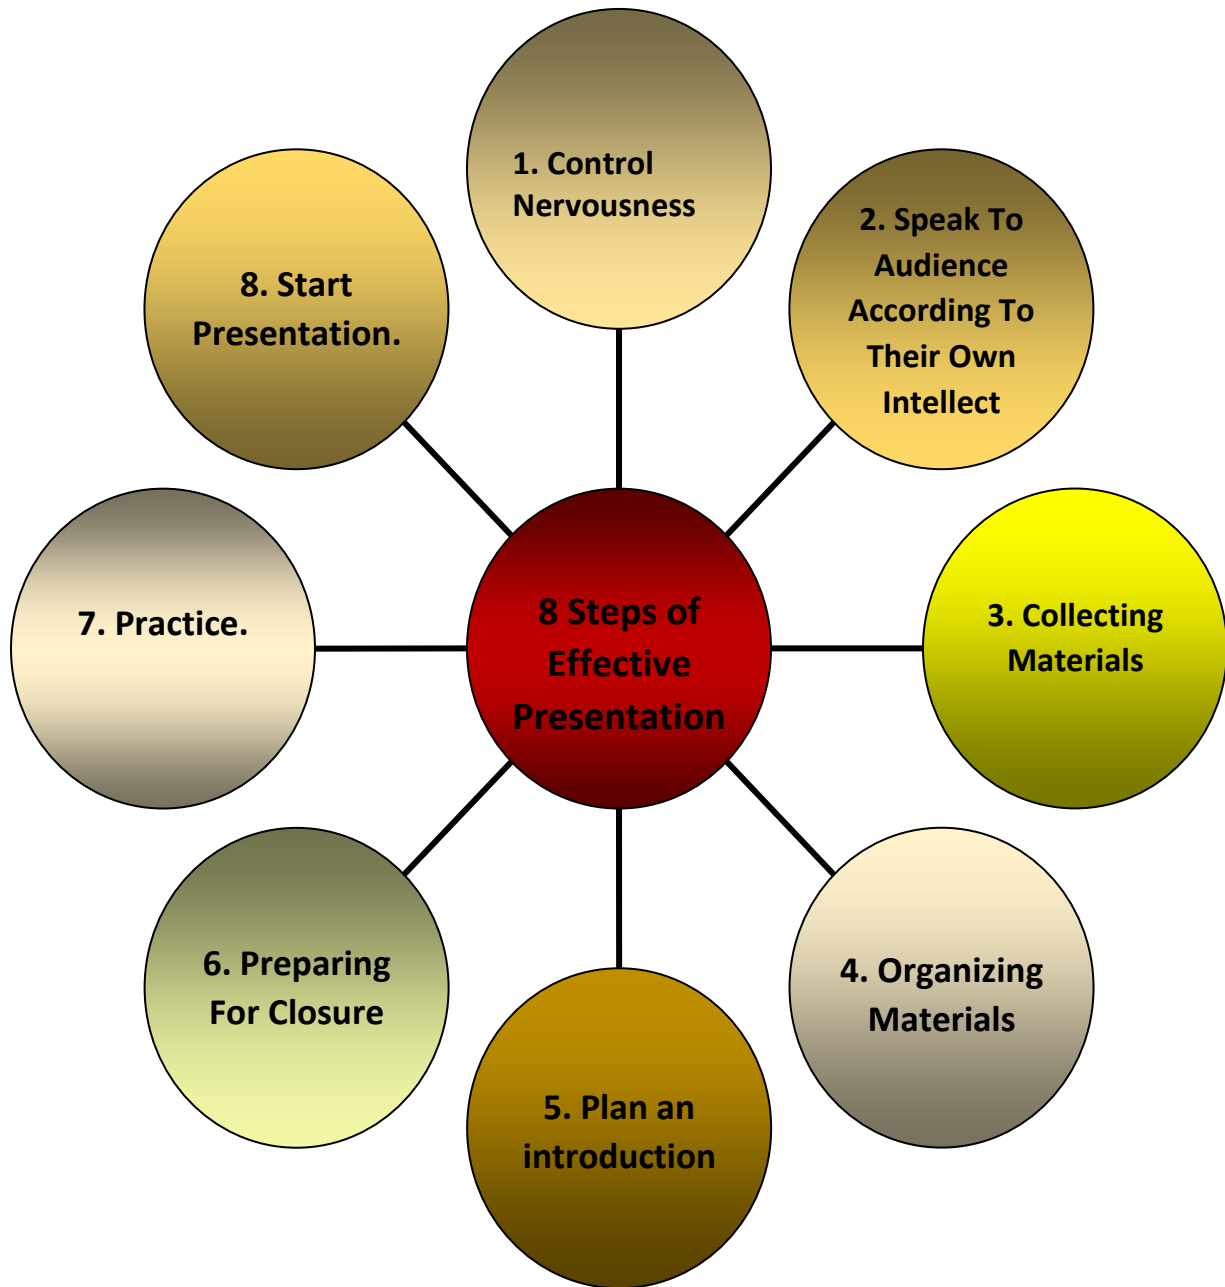 1. Control
Nervousness
2. Speak To
Audience
According To
Their Own
Intellect
3. Collecting
Materials
4. Organizing
Materials
5. Plan an
introduction
6. Preparing
For Closure
7. Practice.
8. Start
Presentation.
8 Steps of
Effective
Presentation